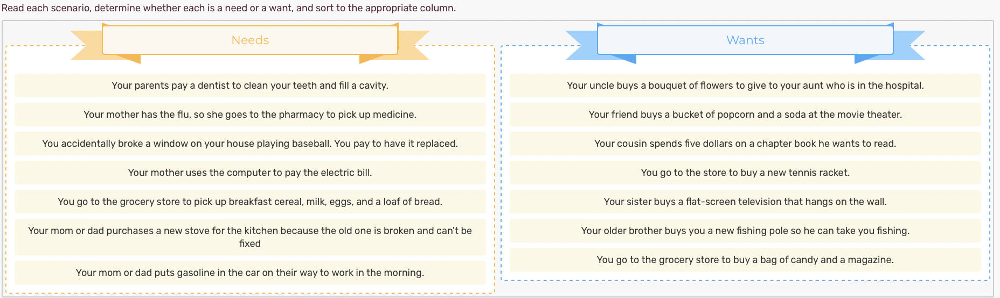 Read each scenario, determine whether each is a need or a want, and sort to the appropriate column.
Needs
Your parents pay a dentist to clean your teeth and fill a cavity.
Your mother has the flu, so she goes to the pharmacy to pick up medicine.
You accidentally broke a window on your house playing baseball. You pay to have it replaced.
Your mother uses the computer to pay the electric bill.
You go to the grocery store to pick up breakfast cereal, milk, eggs, and a loaf of bread.
Your mom or dad purchases a new stove for the kitchen because the old one is broken and can't be
fixed
Your mom or dad puts gasoline in the car on their way to work in the morning.
Wants
Your uncle buys a bouquet of flowers to give to your aunt who is in the hospital.
Your friend buys a bucket of popcorn and a soda at the movie theater.
Your cousin spends five dollars on a chapter book he wants to read.
You go to the store to buy a new tennis racket.
Your sister buys a flat-screen television that hangs on the wall.
Your older brother buys you a new fishing pole so he can take you fishing.
You go to the grocery store to buy a bag of candy and a magazine.